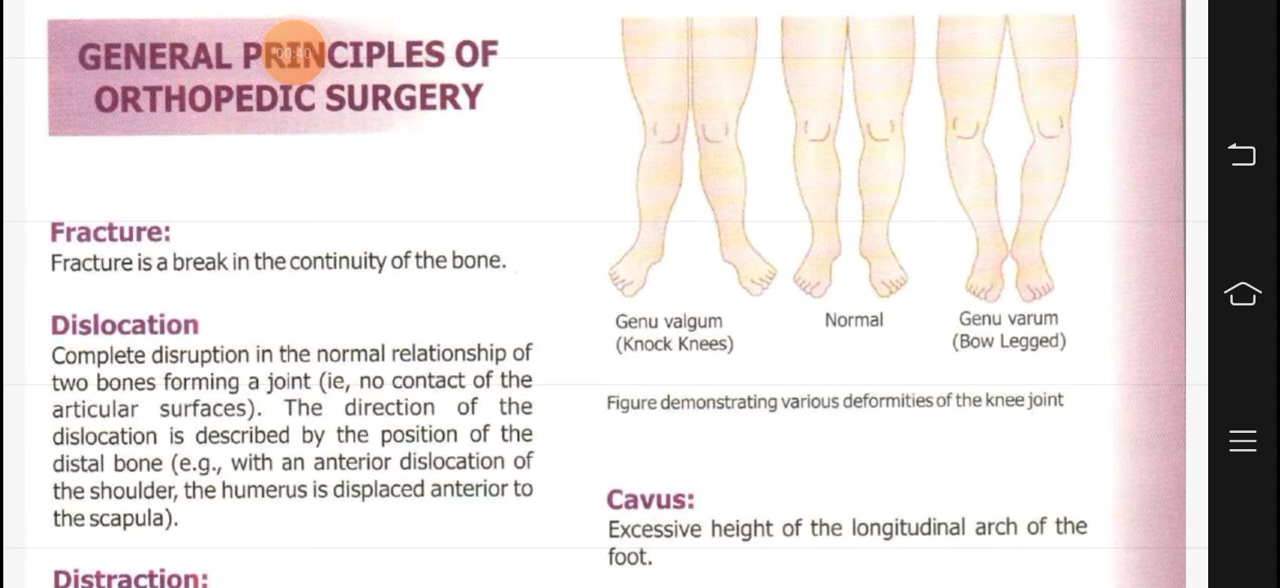 GENERAL PRINCIPLES OF
ORTHOPEDIC SURGERY
00:40
Fracture:
Fracture is a break in the continuity of the bone.
Dislocation
Complete disruption in the normal relationship of
two bones forming a joint (ie, no contact of the
articular surfaces). The direction of the
dislocation is described by the position of the
distal bone (e.g., with an anterior dislocation of
the shoulder, the humerus is displaced anterior to
the scapula).
Distraction:
Genu valgum
(Knock Knees)
Normal
Genu varum
(Bow Legged)
Figure demonstrating various deformities of the knee joint
Cavus:
Excessive height of the longitudinal arch of the
foot.